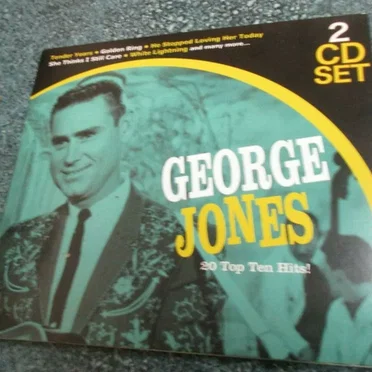 Tender Years • Golden Ring • He Stopped Loving Her Today
She Thinks I Still Care • White Lightning and many more...
2
CD
SET
GEORGE
JONES
20 Top Ten Hits!